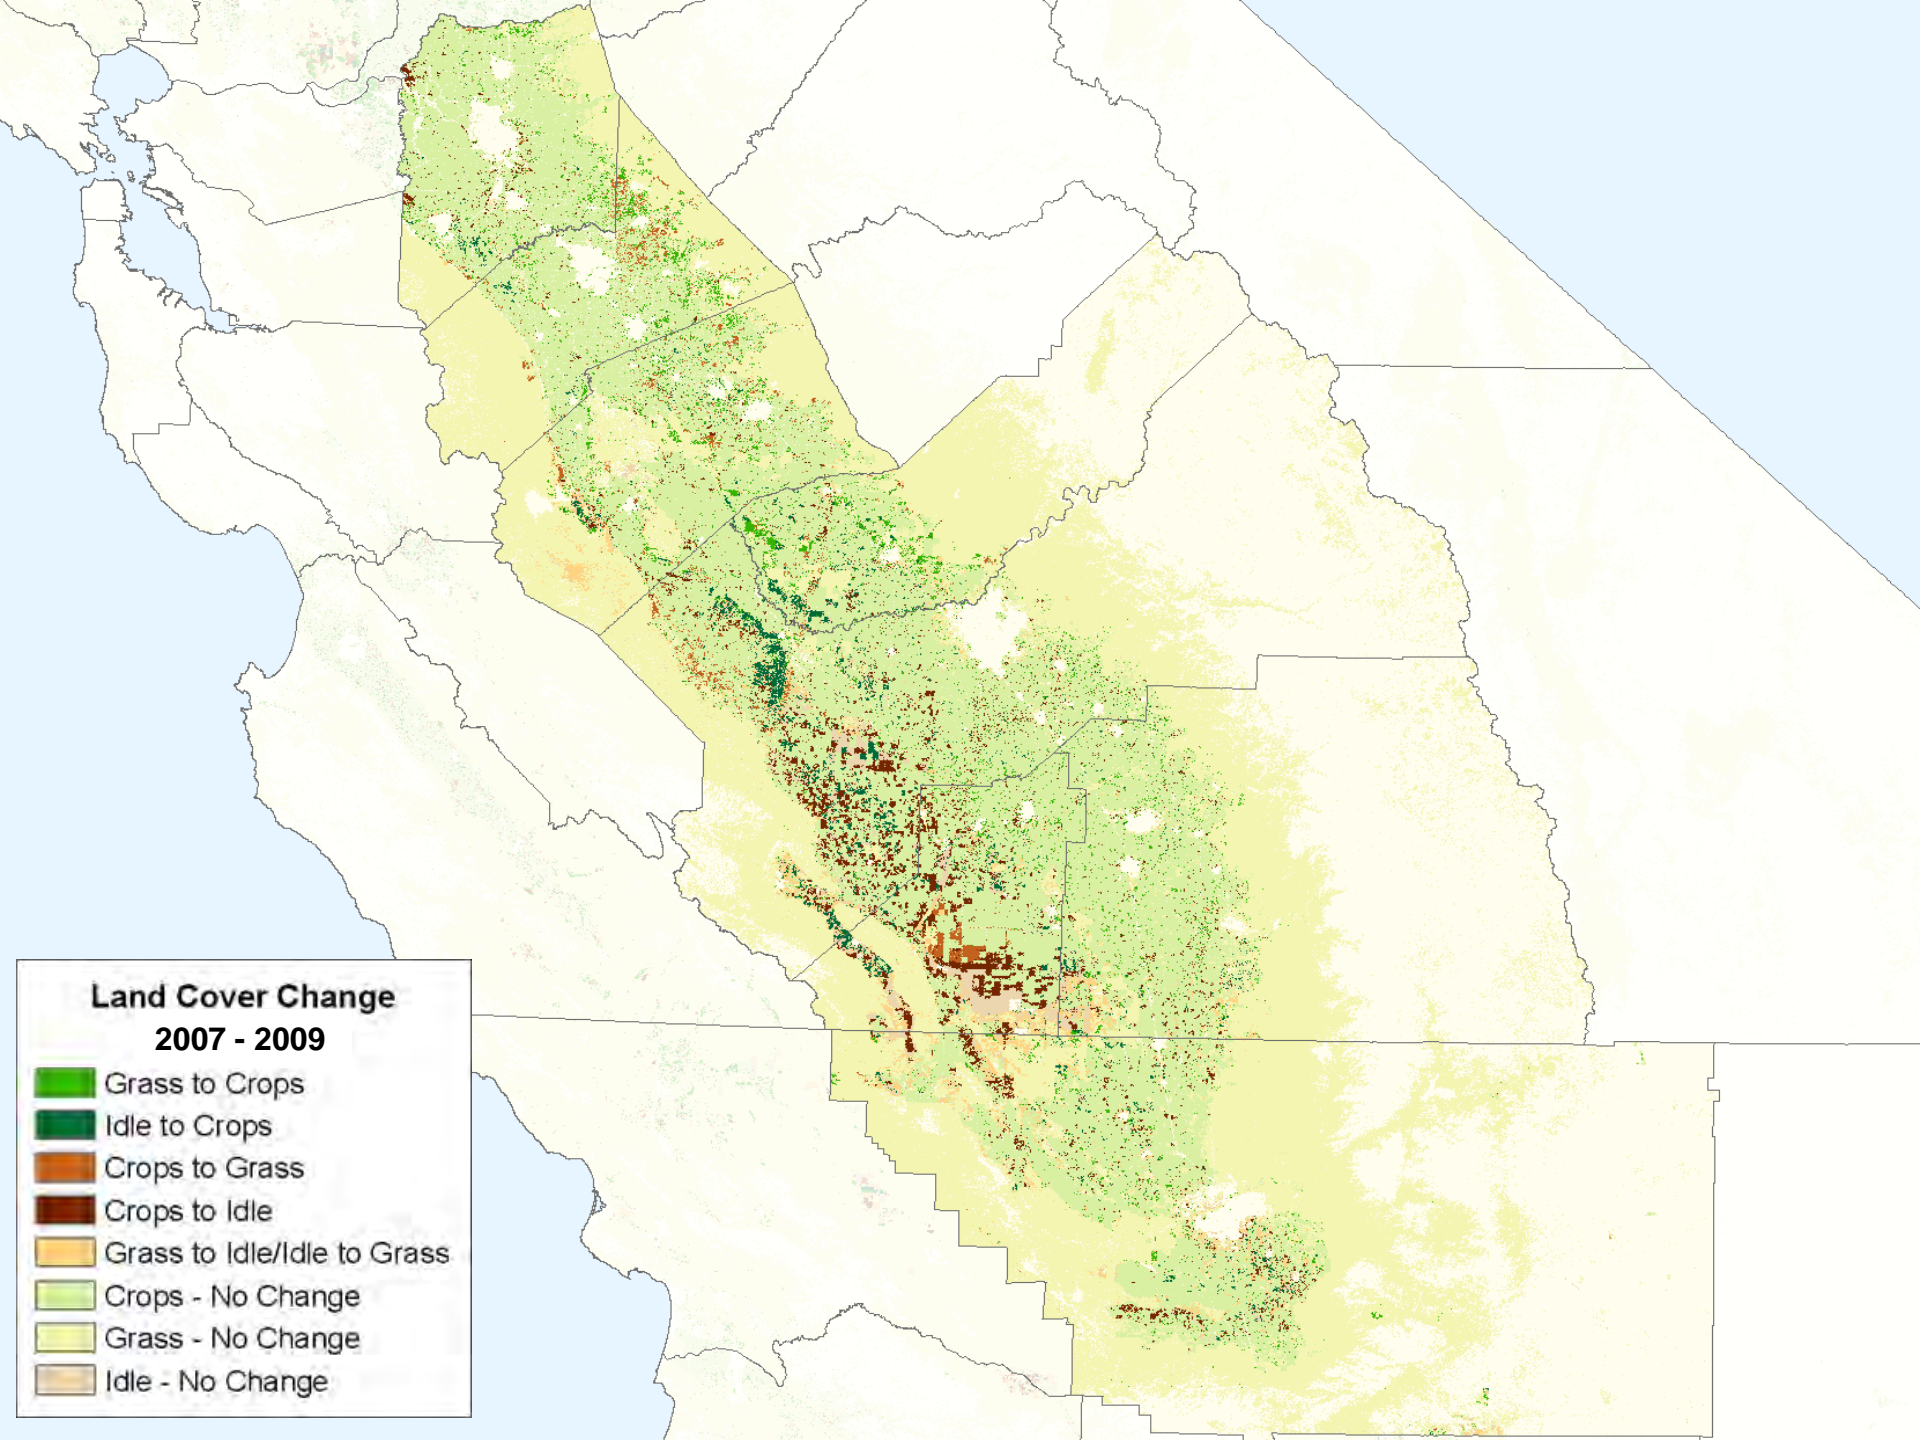 Land Cover Change
2007 - 2009
Grass to Crops
Idle to Crops
Crops to Grass
Crops to Idle
Grass to Idle/Idle to Grass
Crops - No Change
Grass - No Change
Idle - No Change